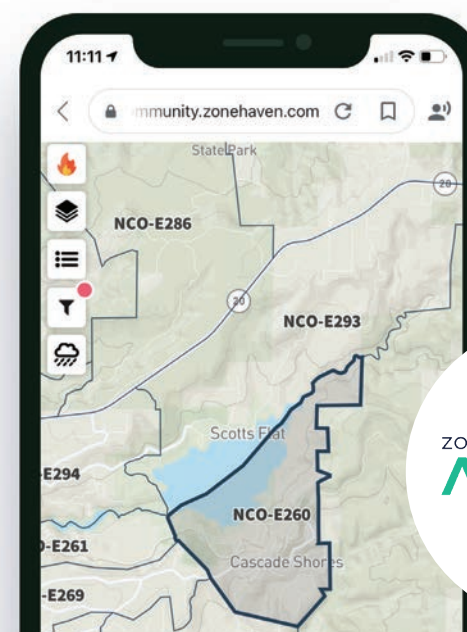 11:11
mmunity.zonehaven.com
State Park
20
NCO-E286
20
NCO-E293
Scotts Flat
E294
NCO-E260
-E261
Cascade Shores
-E269
ZO